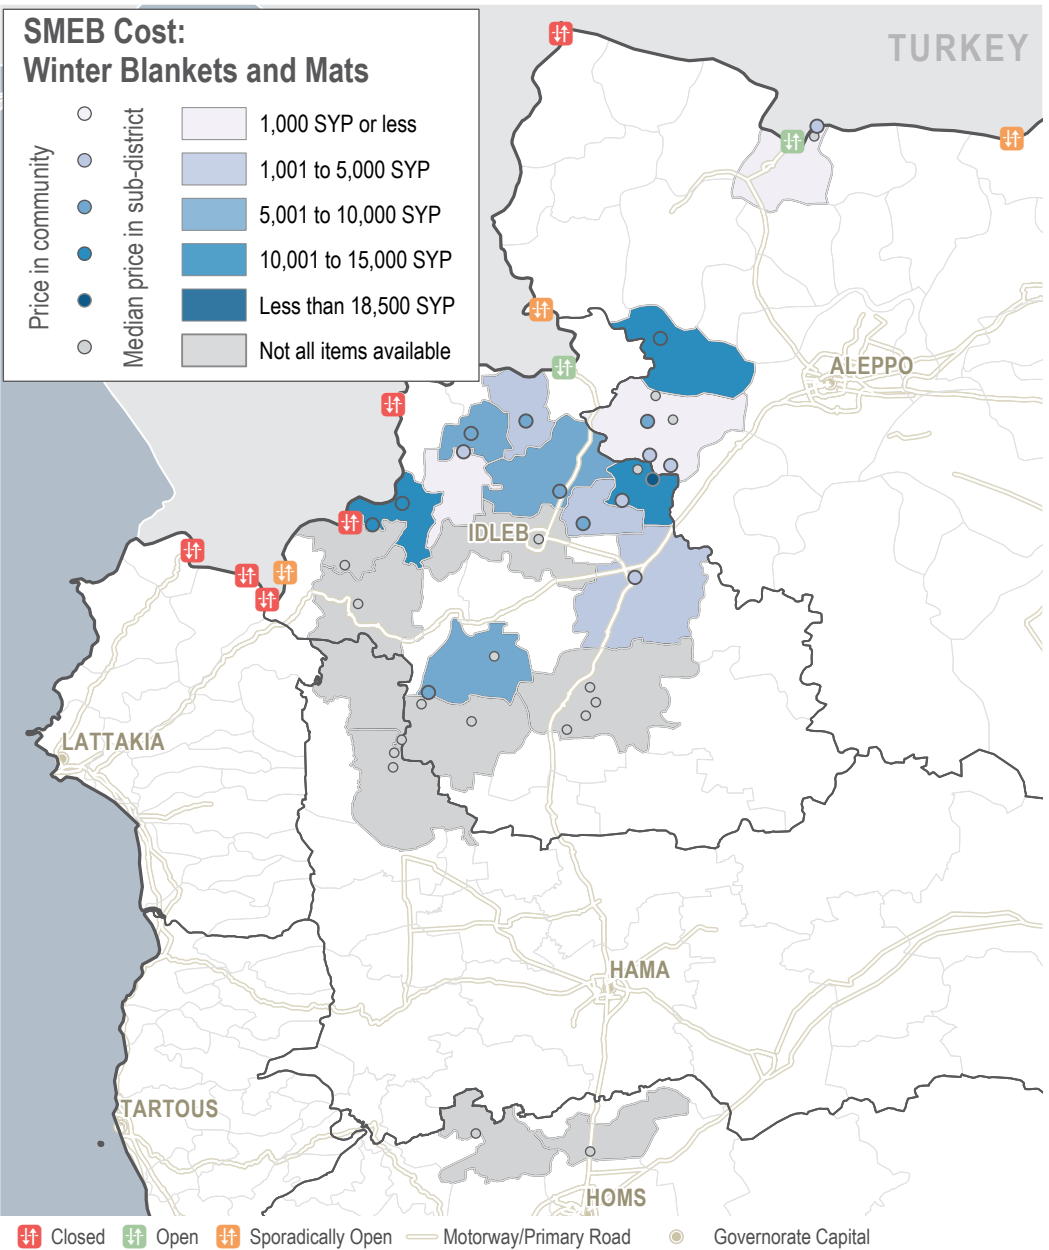 SMEB Cost:
Winter Blankets and Mats
Price in community
Median price in sub-district
1,000 SYP or less
1,001 to 5,000 SYP
5,001 to 10,000 SYP
10,001 to 15,000 SYP
Less than 18,500 SYP
Not all items available
TURKEY
ALEPPO
IDLEB
LATTAKIA
HAMA
TARTOUS
HOMS
Closed
Open
Sporadically Open
Motorway/Primary Road
Governorate Capital